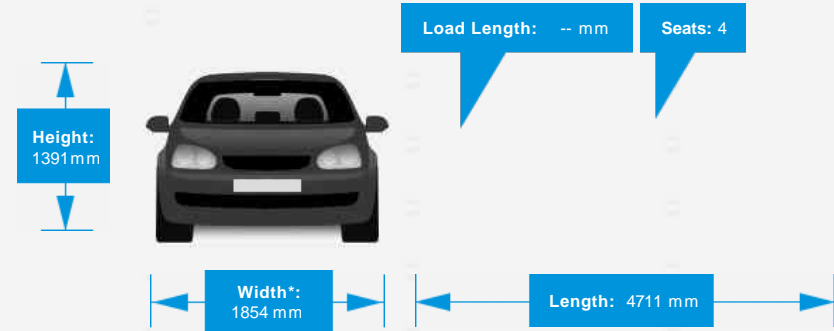 Load Length: -- mm
Seats: 4
Height:
1391mm
Width*:
1854 mm
Length: 4711 mm